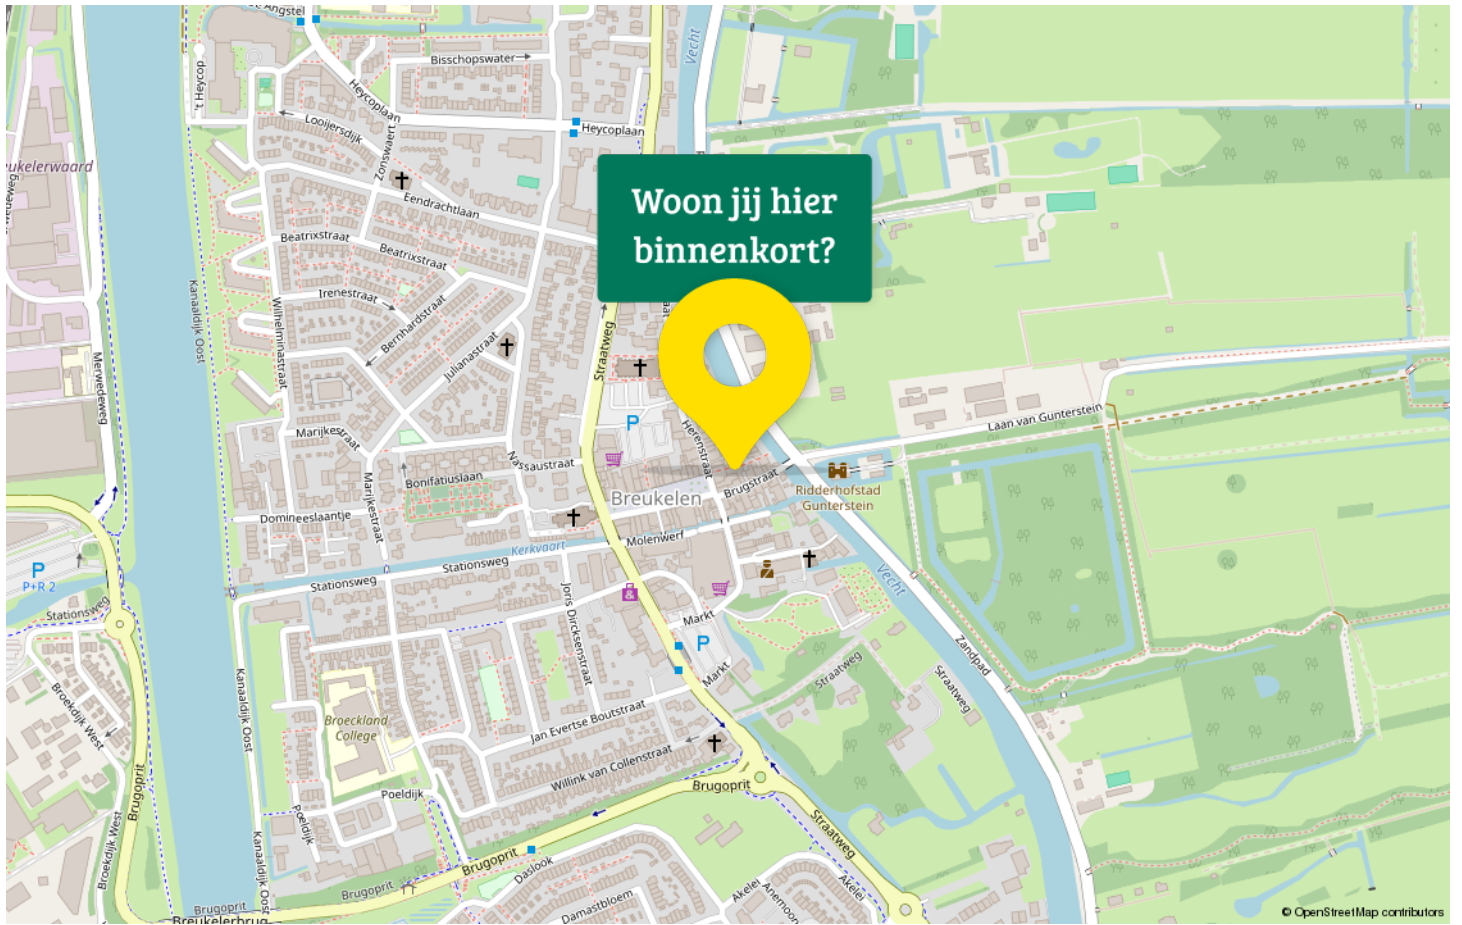 De Angstel
Vecht
Bisschopswater
't Heycop
Heycoplaan
Looijersdijk
Zonswaert
Heycoplaan
Breukelerwaard
Eendrachtlaan
Woon jij hier
binnenkort?
Beatrixstraat
Beatrixstraat
Kanaaldijk Oost
Irenestraat
Wilhelminastraat
Bernhardstraat
Julianastraat
Straatweg
Merwedeweg
Laan van Gunterstein
P
Herenstraat
Marijkestraat
Nassaustraat
Marijkestraat
Bonifatiuslaan
Breukelen
Brugstraat
Ridderhofstad
Gunterstein
Domineeslaantje
Molenwerf
Kerkvaart
Stationsweg
Stationsweg
Vecht
P
P+R 2
Stationsweg
Joris Dircksenstraat
Markt
P
Markt
Zandpad
Straatweg
Straatweg
Kanaaldijk Oost
Broekdijk West
Broeckland
College
Jan Evertse Boutstraat
Willink van Collenstraat
Brugoprit
Brugoprit
Poeldijk
Poeldijk
Straatweg
Kanaaldijk Oost
Broekdijk West
Brugoprit
Daslook
Brugoprit
Akelei
Anemoon
Akelei
Damastbloem
Brugoprit
Breukelerbrug
© OpenStreetMap contributors